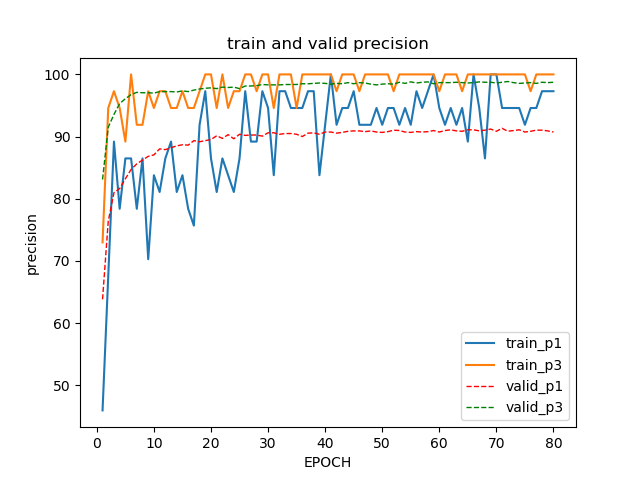 train and valid precision
precision
100
90
80
70
60
50
0 10 20 30 40 50 60 70 80
EPOCH
train_p1
train_p3
valid_p1
valid_p3